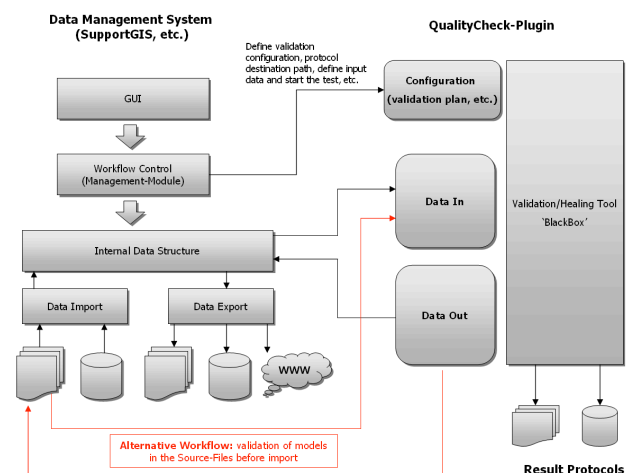 Data Management System
(SupportGIS, etc.)
QualityCheck-Plugin
Define validation
configuration, protocol
destination path, define input
data and start the test, etc.
GUI
Configuration
(validation plan, etc.)
Workflow Control
(Management-Module)
Data In
Validation/Healing Tool
‘BlackBox’
Internal Data Structure
Data Import
Data Export
Data Out
WWW
Alternative Workflow: validation of models
in the Source-Files before import
Result Protocols